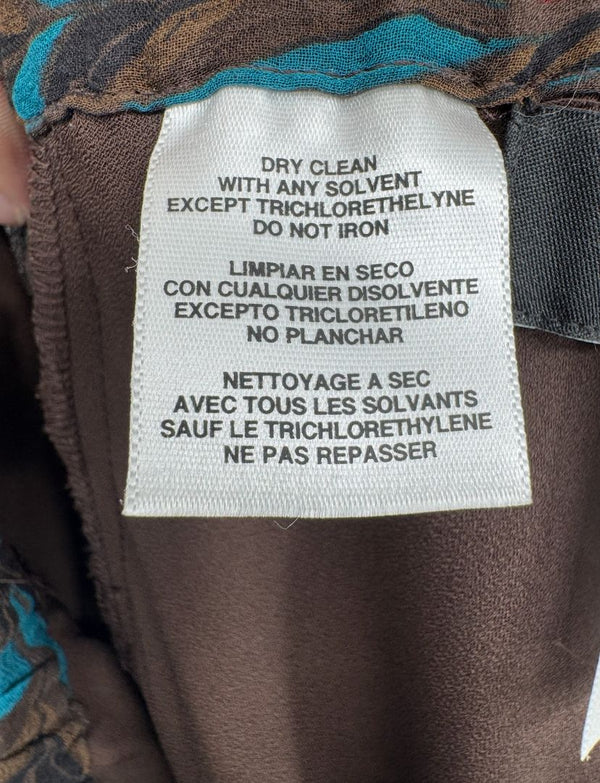 DRY CLEAN
WITH ANY SOLVENT
EXCEPT TRICHLORETHELYNE
DO NOT IRON
LIMPIAR EN SECO
CON CUALQUIER DISOLVENTE
EXCEPTO TRICLORETILENO
NO PLANCHAR
NETTOYAGE A SEC
AVEC TOUS LES SOLVANTS
SAUF LE TRICHLORETHYLENE
NE PAS REPASSER